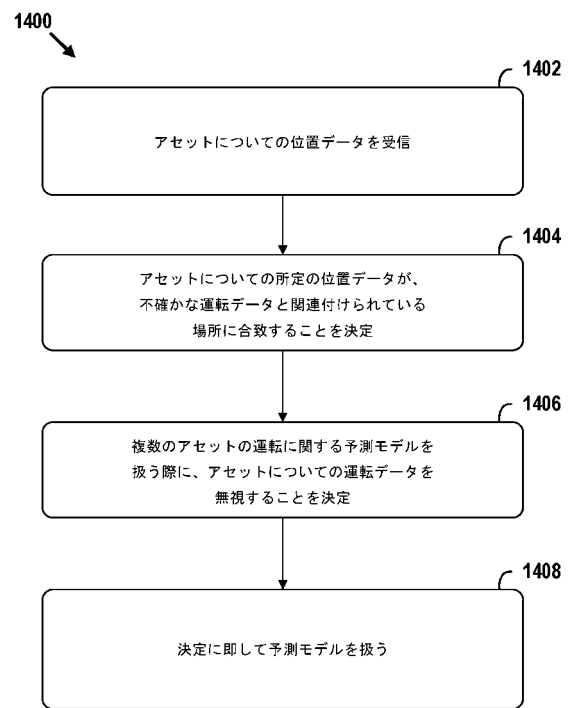 1400
1402
アセットについての位置データを受信
1404
アセットについての所定の位置データが、
不確かな運転データと関連付けられている
場所に合致することを決定
1406
複数のアセットの運転に関する予測モデルを
扱う際に、アセットについての運転データを
無視することを決定
1408
決定に即して予測モデルを扱う